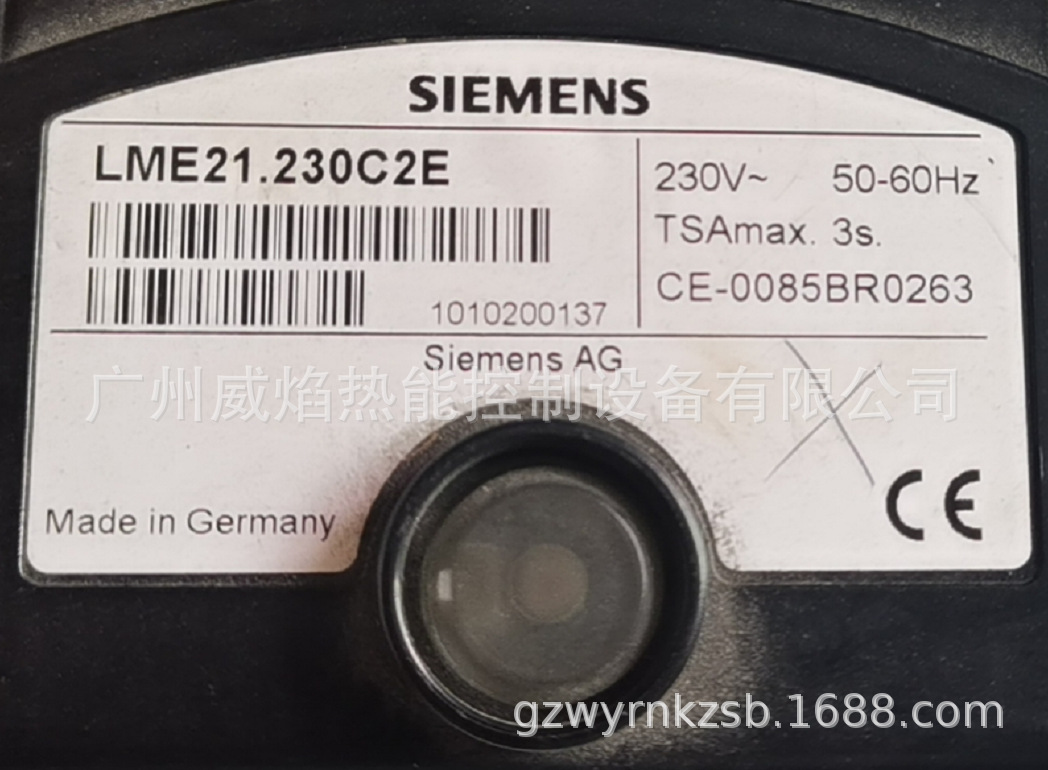 SIEMENS
LME21.230C2E
1010200137
230V~ 50-60Hz
TSAmax. 3s.
CE-0085BR0263
Siemens AG
广州威焰热能控制设备有限公司
Made in Germany
CE
gzwyrnkzsb.1688.com